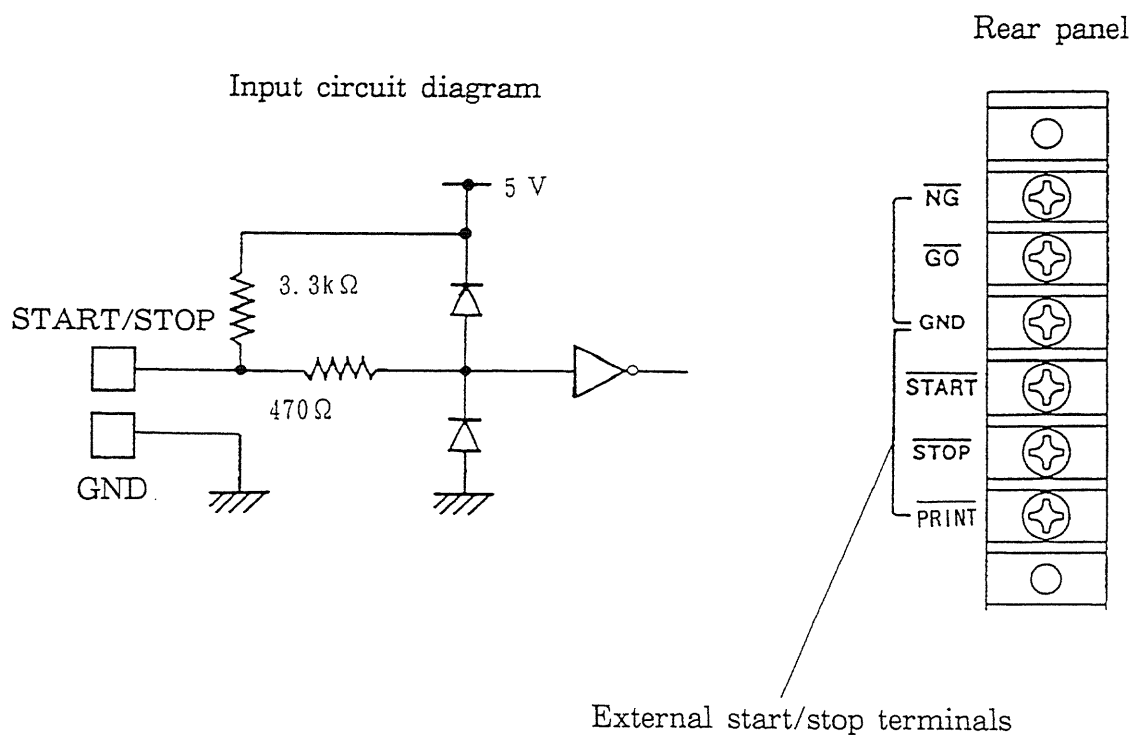 Rear panel
Input circuit diagram
5 V
3.3kΩ
START/STOP
470Ω
GND
NG
GO
GND
START
STOP
PRINT
External start/stop terminals